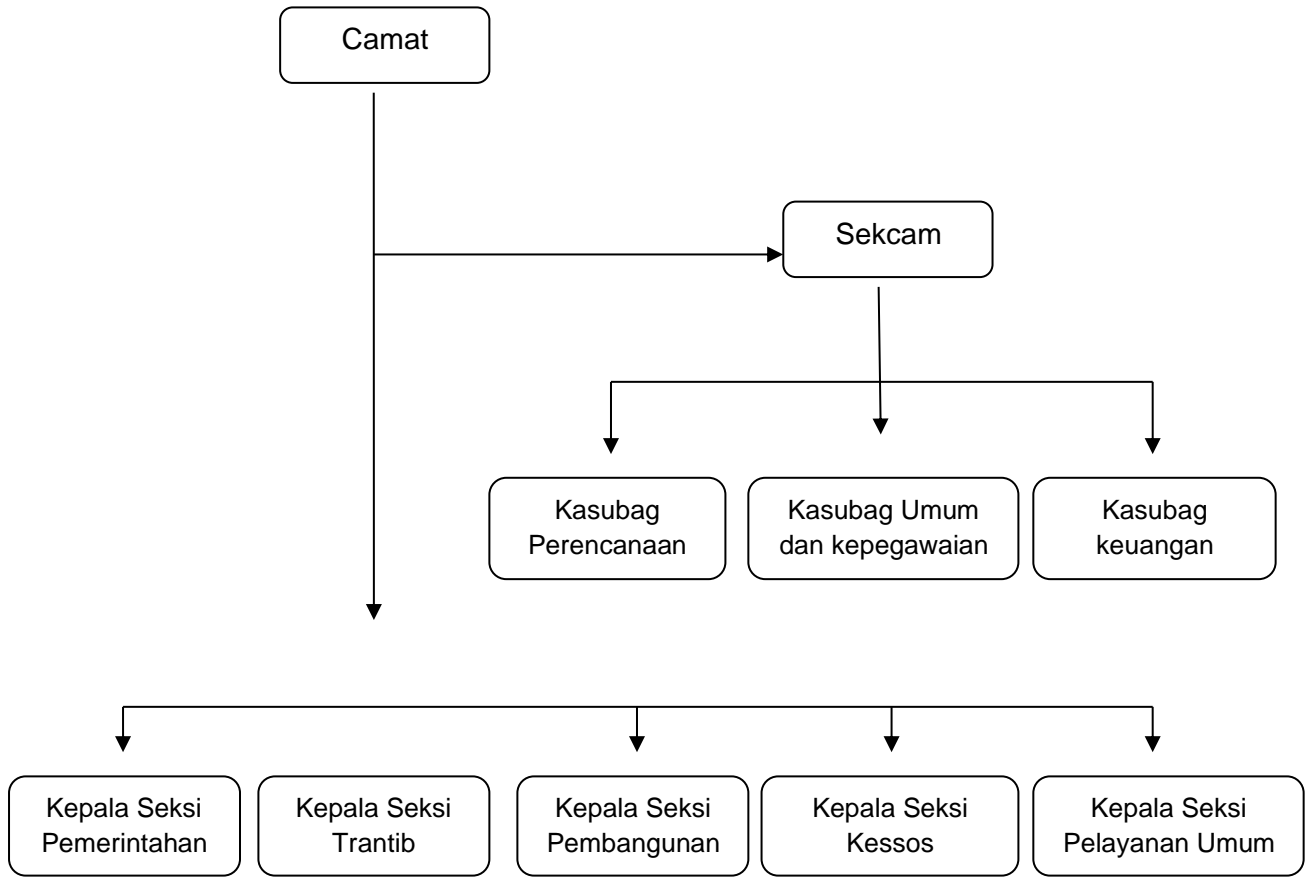 Camat
Sekcam
Kasubag
Perencanaan
Kasubag Umum
dan kepegawaian
Kasubag
keuangan
Kepala Seksi
Pemerintahan
Kepala Seksi
Trantib
Kepala Seksi
Pembangunan
Kepala Seksi
Kessos
Kepala Seksi
Pelayanan Umum